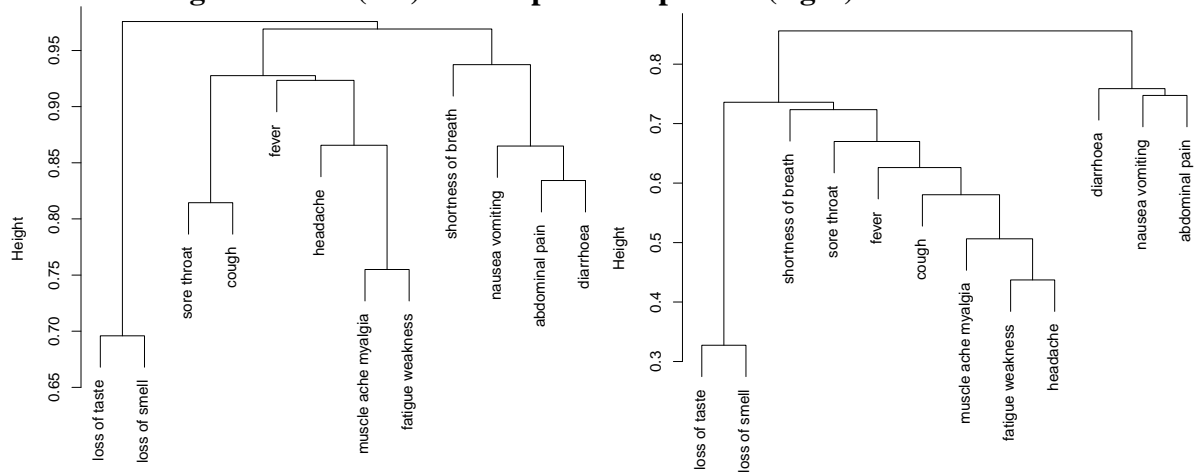 Height
0.65
0.70
0.75
0.80
0.85
0.90
0.95
loss of taste
loss of smell
sore throat
cough
fever
headache
muscle ache myalgia
fatigue weakness
shortness of breath
nausea vomiting
abdominal pain
diarrhoea
Height
0.3
0.4
0.5
0.6
0.7
0.8
loss of taste
loss of smell
shortness of breath
sore throat
fever
cough
muscle ache myalgia
fatigue weakness
headache
diarrhoea
nausea vomiting
abdominal pain